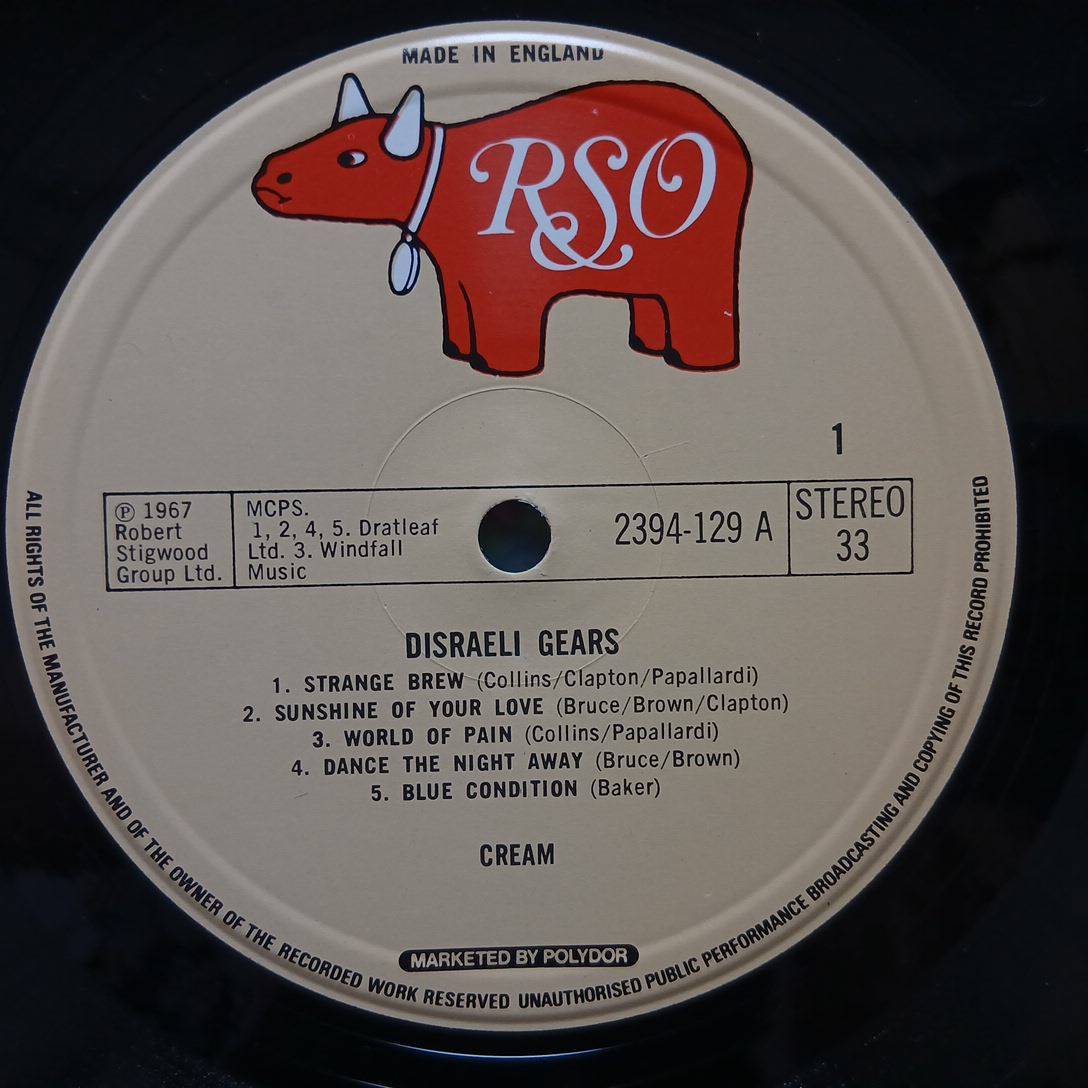 MADE IN ENGLAND
RSO
1
℗ 1967
Robert
Stigwood
Group Ltd.
MCPS.
1, 2, 4, 5. Dratleaf
Ltd. 3. Windfall
Music
2394-129 A
STEREO
33
DISRAELI GEARS
1. STRANGE BREW (Collins/Clapton/Papallardi)
2. SUNSHINE OF YOUR LOVE (Bruce/Brown/Clapton)
3. WORLD OF PAIN (Collins/Papallardi)
4. DANCE THE NIGHT AWAY (Bruce/Brown)
5. BLUE CONDITION (Baker)
CREAM
MARKETED BY POLYDOR
ALL RIGHTS OF THE MANUFACTURER AND OF THE OWNER OF THE RECORDED WORK RESERVED UNAUTHORISED PUBLIC PERFORMANCE BROADCASTING AND COPYING OF THIS RECORD PROHIBITED